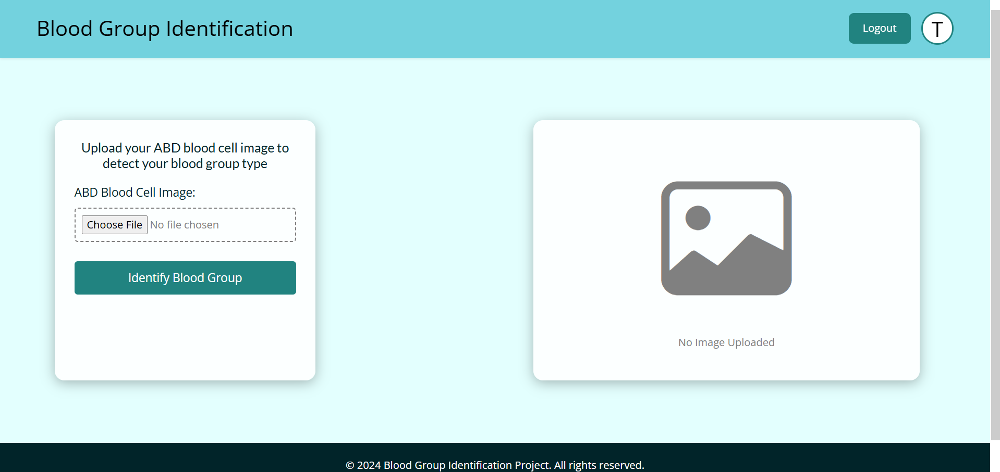 Blood Group Identification
Logout
T
Upload your ABD blood cell image to
detect your blood group type
ABD Blood Cell Image:
Choose File No file chosen
Identify Blood Group
No Image Uploaded
© 2024 Blood Group Identification Project. All rights reserved.